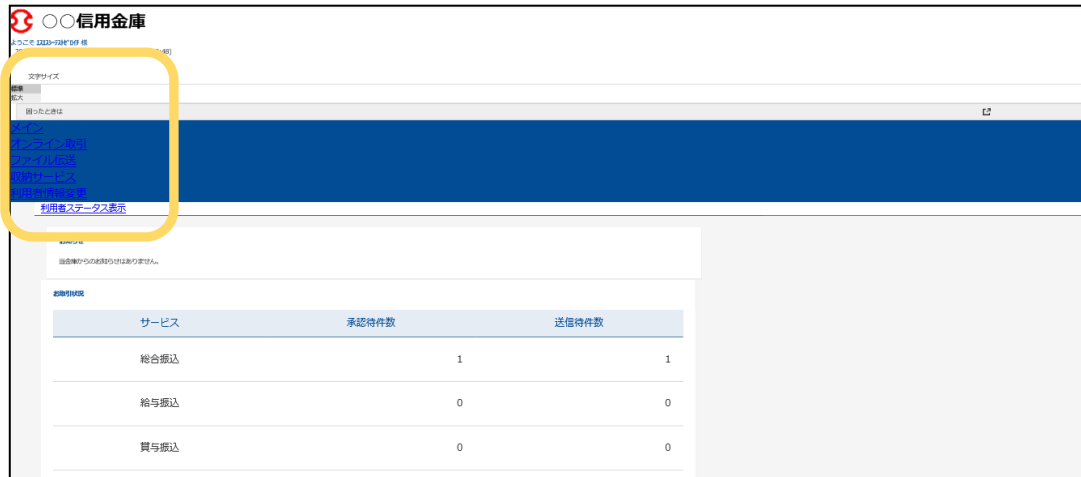 ○○信用金庫
ようこそ 様
文字サイズ
標準
拡大
困ったときは
メイン
オンライン取引
ファイル伝送
収納サービス
利用者情報変更
利用者ステータス表示
お知らせ
当金庫からのお知らせはありません。
お取引状況
サービス 承認待件数 送信待件数
総合振込 1 1
給与振込 0 0
賞与振込 0 0